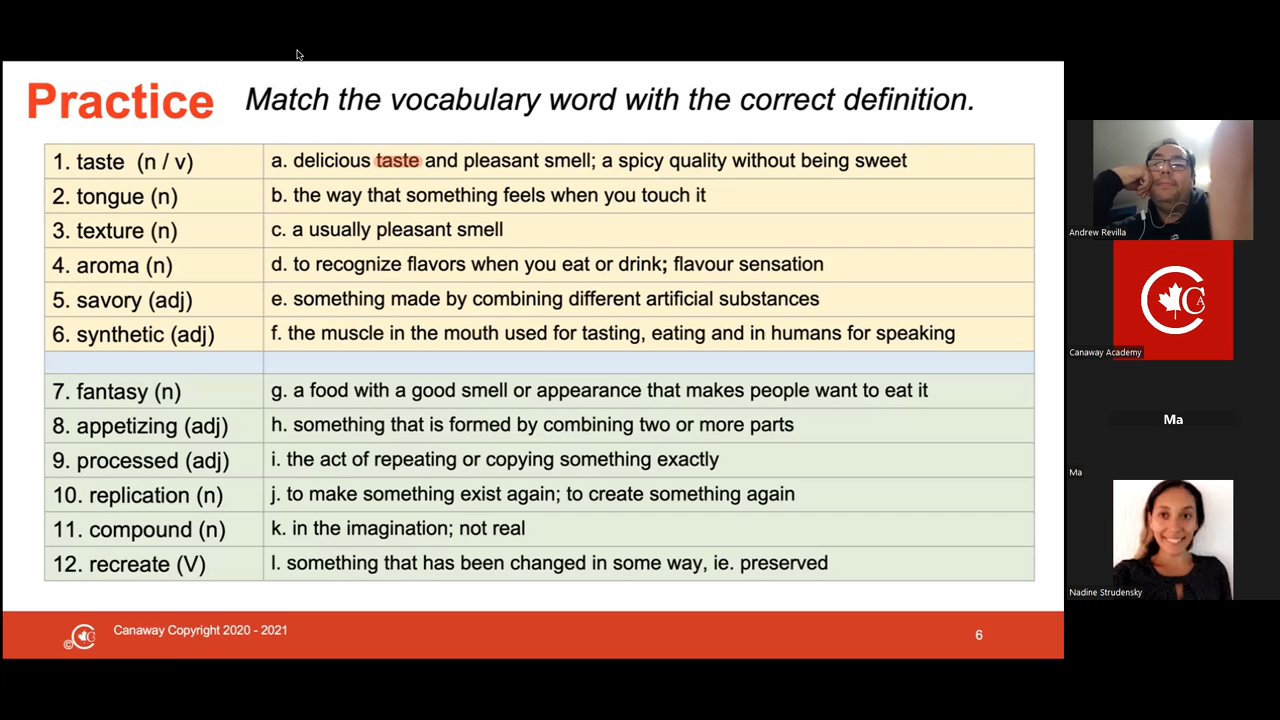 Practice Match the vocabulary word with the correct definition.
1. taste (n / v) a. delicious taste and pleasant smell; a spicy quality without being sweet
2. tongue (n) b. the way that something feels when you touch it
3. texture (n) c. a usually pleasant smell
4. aroma (n) d. to recognize flavors when you eat or drink; flavour sensation
5. savory (adj) e. something made by combining different artificial substances
6. synthetic (adj) f. the muscle in the mouth used for tasting, eating and in humans for speaking
7. fantasy (n) g. a food with a good smell or appearance that makes people want to eat it
8. appetizing (adj) h. something that is formed by combining two or more parts
9. processed (adj) i. the act of repeating or copying something exactly
10. replication (n) j. to make something exist again; to create something again
11. compound (n) k. in the imagination; not real
12. recreate (V) l. something that has been changed in some way, ie. preserved
© CA Canaway Copyright 2020 - 2021
6
Andrew Revilla
CA
Canaway Academy
Ma
Ma
Nadine Strudensky